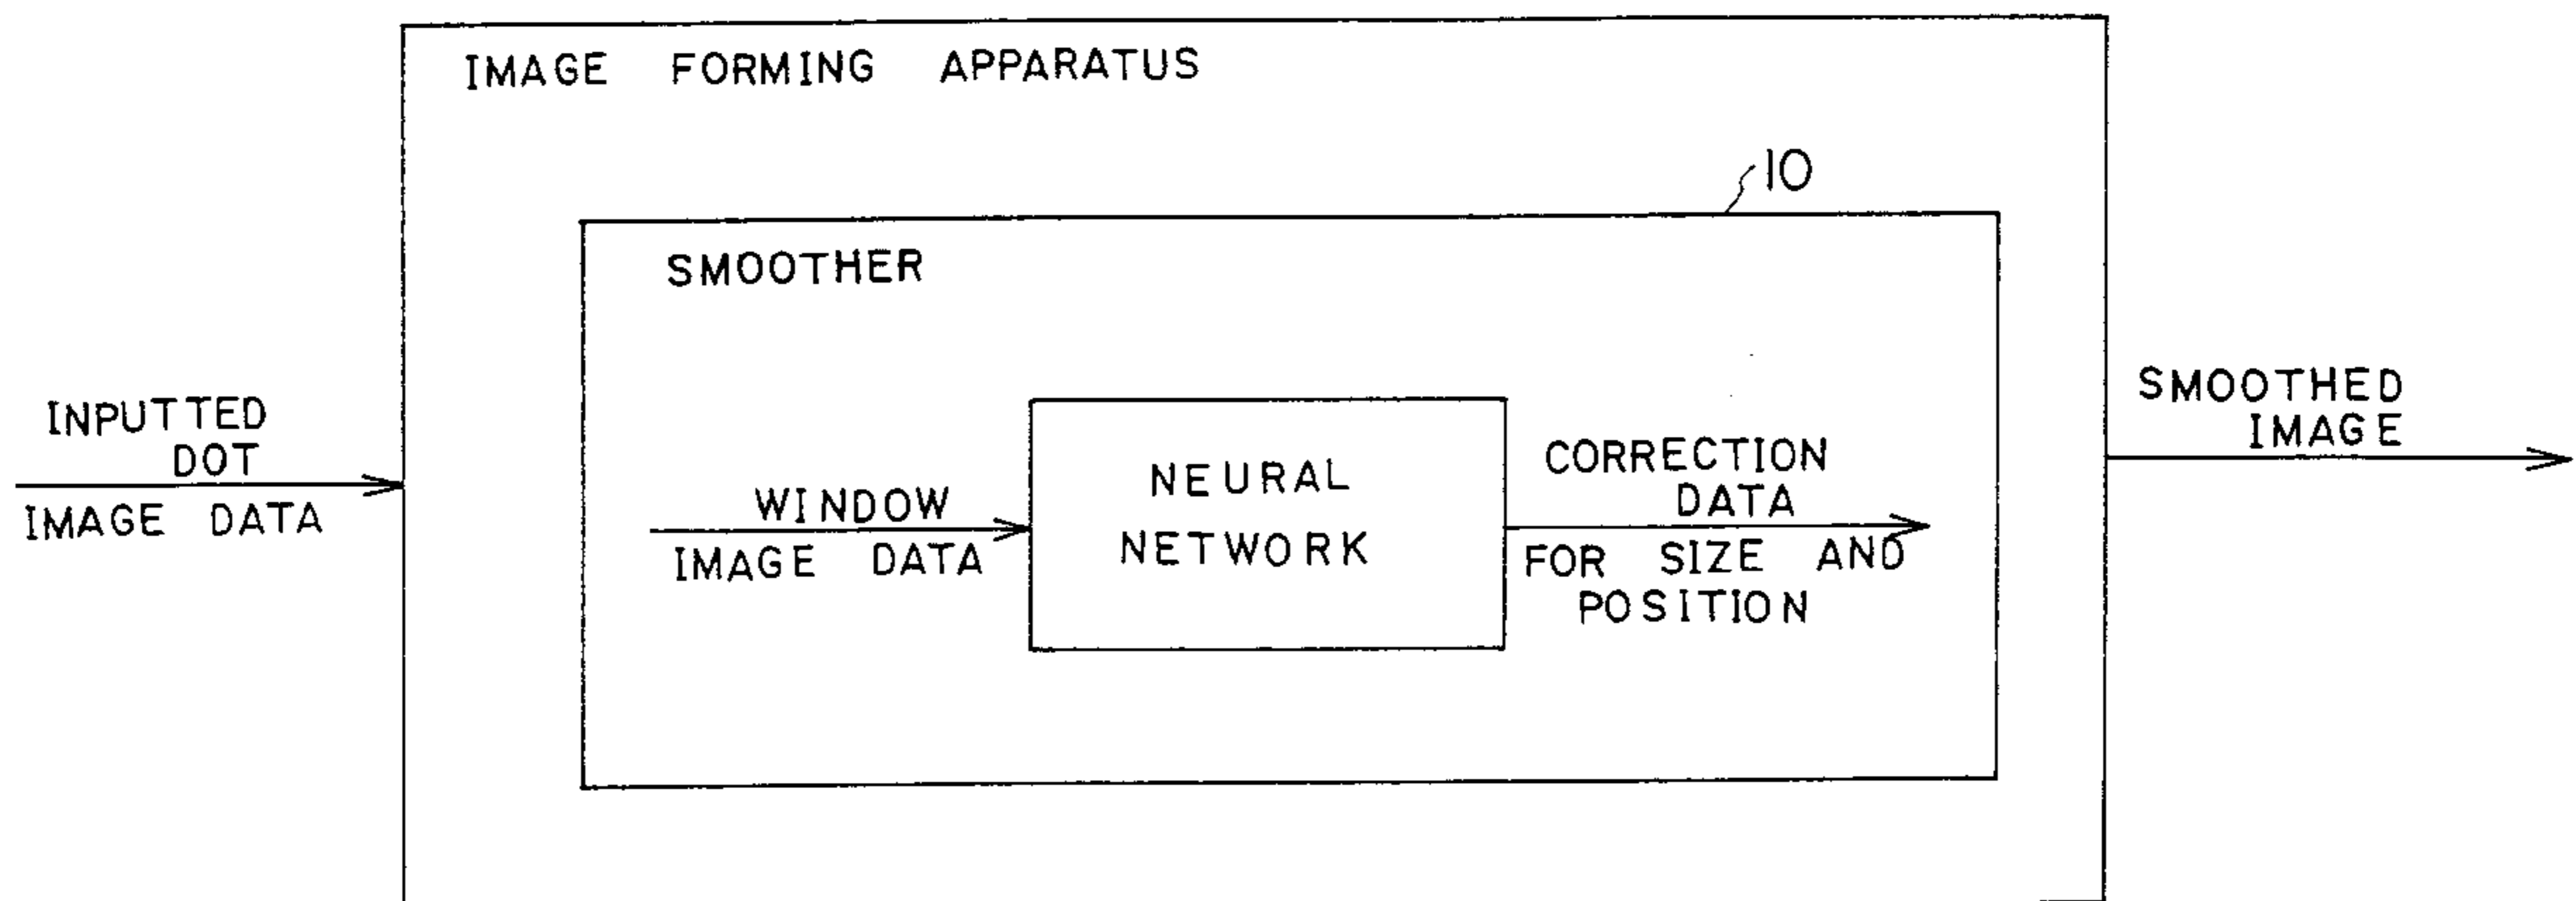 IMAGE FORMING APPARATUS
10
SMOOTHER
INPUTTED
DOT
IMAGE DATA
WINDOW
IMAGE DATA
NEURAL
NETWORK
CORRECTION
DATA
FOR SIZE AND
POSITION
SMOOTHED
IMAGE